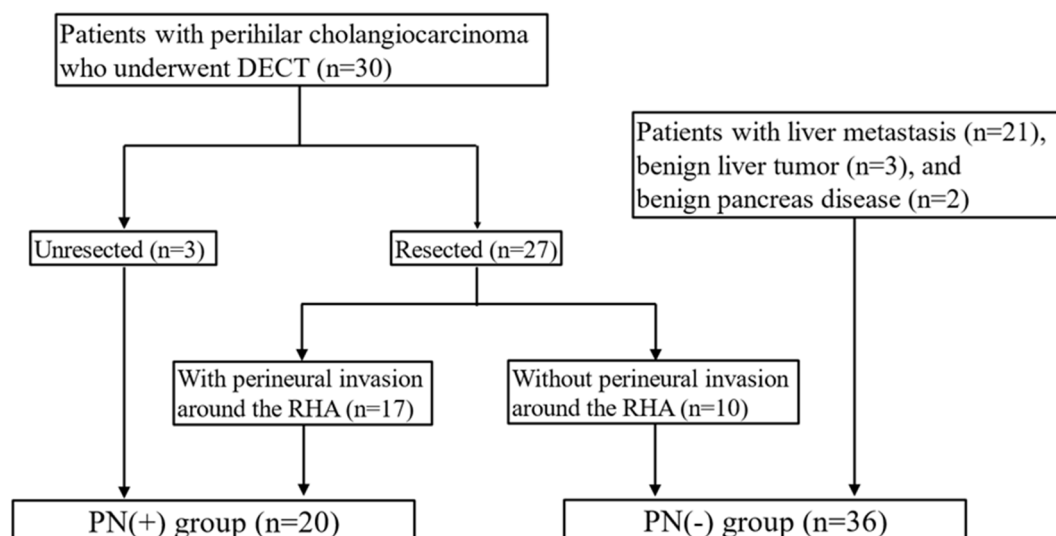 Patients with perihilar cholangiocarcinoma
who underwent DECT (n=30)
Patients with liver metastasis (n=21),
benign liver tumor (n=3), and
benign pancreas disease (n=2)
Unresected (n=3)
Resected (n=27)
With perineural invasion
around the RHA (n=17)
Without perineural invasion
around the RHA (n=10)
PN(+) group (n=20)
PN(-) group (n=36)